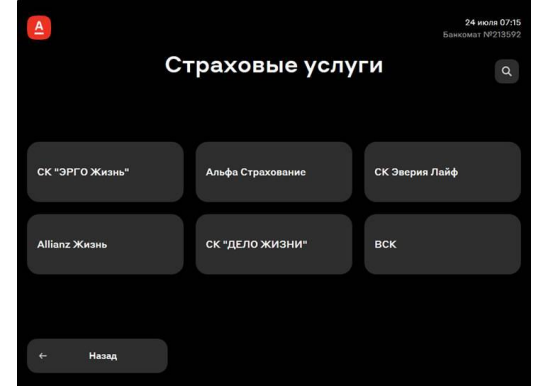 А
24 июля 07:15
Банкомат №213592
Страховые услуги
СК "ЭРГО Жизнь"
Альфа Страхование
СК Эверия Лайф
Allianz Жизнь
СК "ДЕЛО ЖИЗНИ"
ВСК
← Назад